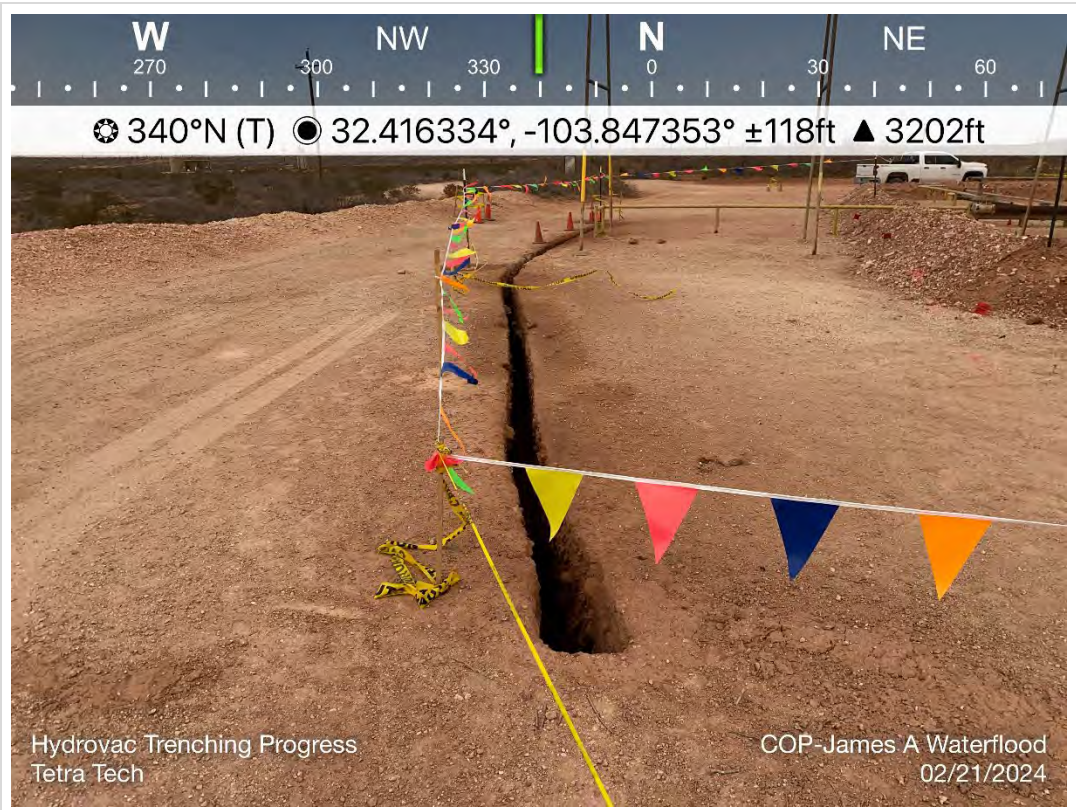 W NW N NE
270 300 330 0 30 60
340°N (T) 32.416334°, -103.847353° ±118ft ▲ 3202ft
Hydrovac Trenching Progress
Tetra Tech
COP-James A Waterflood
02/21/2024